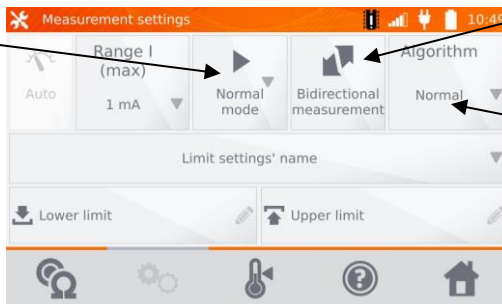 Measurement settings
10:49
Auto
Range I
(max)
1 mA
Normal
mode
Bidirectional
measurement
Algorithm
Normal
Limit settings' name
Lower limit
Upper limit